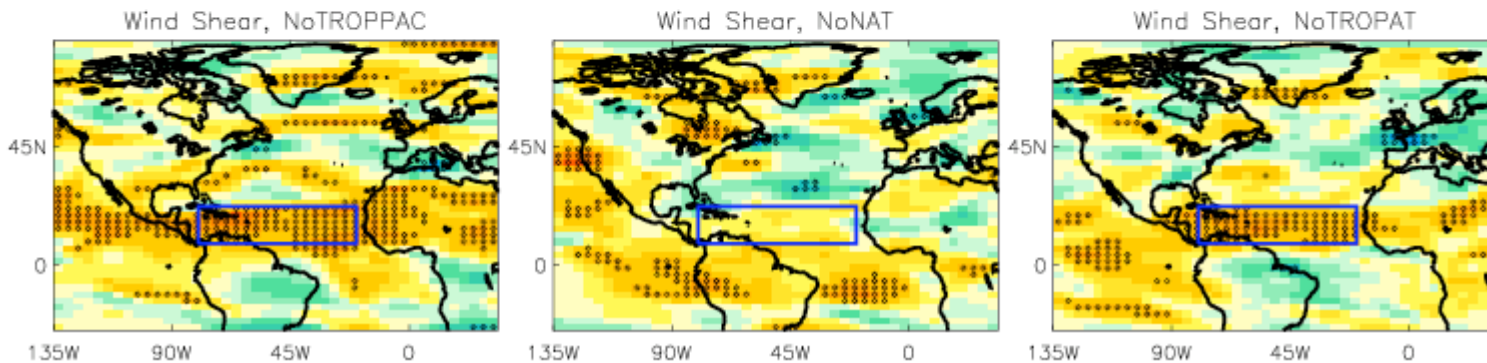 Wind Shear, NoTROPPAC
Wind Shear, NoNAT
Wind Shear, NoTROPAT
45N
0
135W 90W 45W 0
45N
0
135W 90W 45W 0
45N
0
135W 90W 45W 0